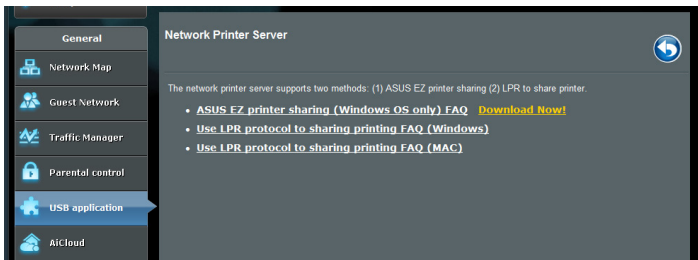 General
Network Map
Guest Network
Traffic Manager
Parental control
USB application
AiCloud
Network Printer Server
The network printer server supports two methods: (1) ASUS EZ printer sharing (2) LPR to share printer.
ASUS EZ printer sharing (Windows OS only) FAQ Download Now!
Use LPR protocol to sharing printing FAQ (Windows)
Use LPR protocol to sharing printing FAQ (MAC)